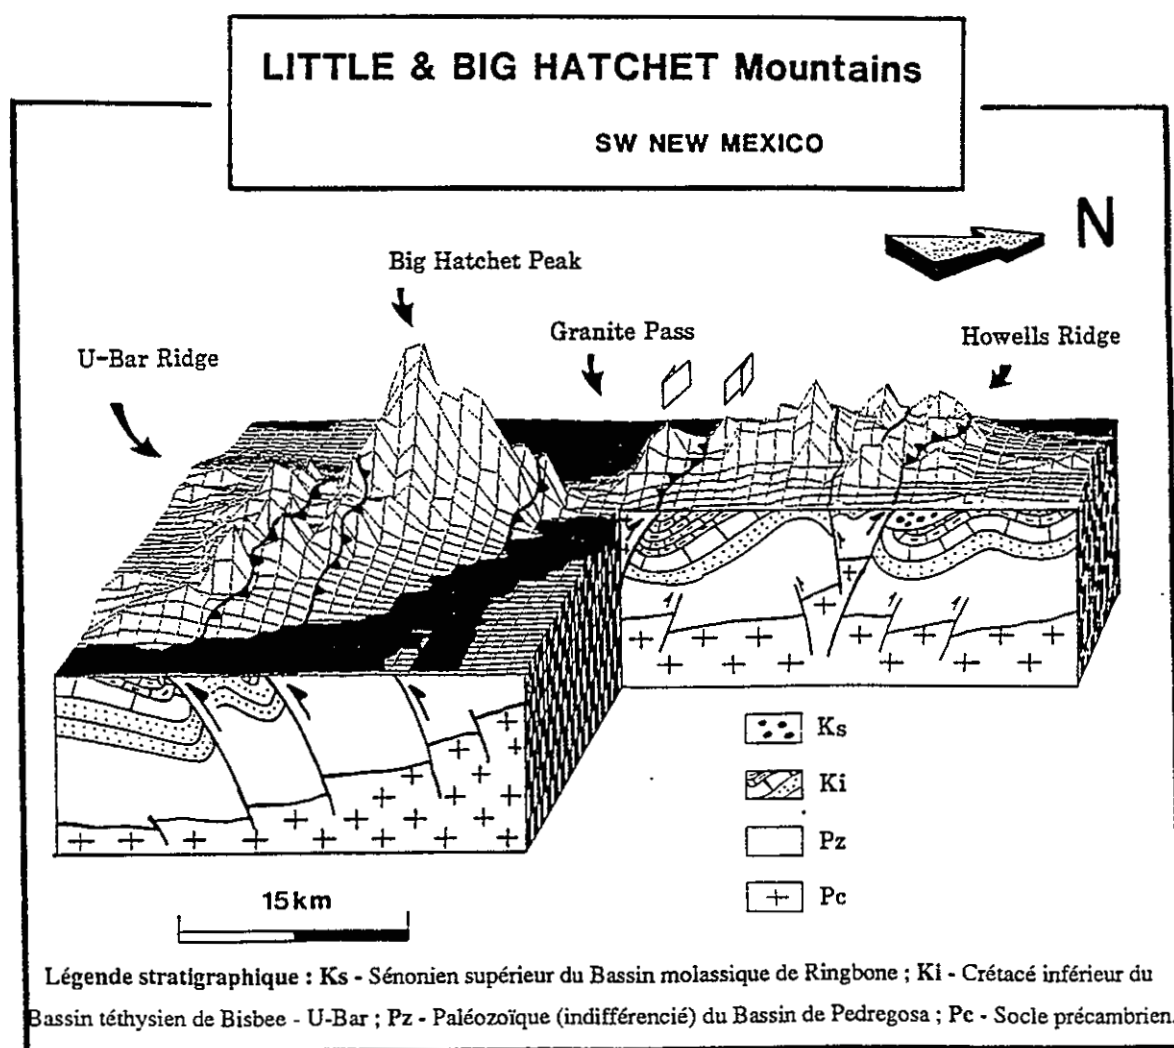 LITTLE & BIG HATCHET Mountains
SW NEW MEXICO
N
Big Hatchet Peak
Granite Pass
Howells Ridge
U-Bar Ridge
Ks
Ki
Pz
Pc
15km
Légende stratigraphique : Ks - Sénonien supérieur du Bassin molassique de Ringbone ; Ki - Crétacé inférieur du
Bassin téthysien de Bisbee - U-Bar ; Pz - Paléozoïque (indifférencié) du Bassin de Pedregosa ; Pc - Socle précambrien.